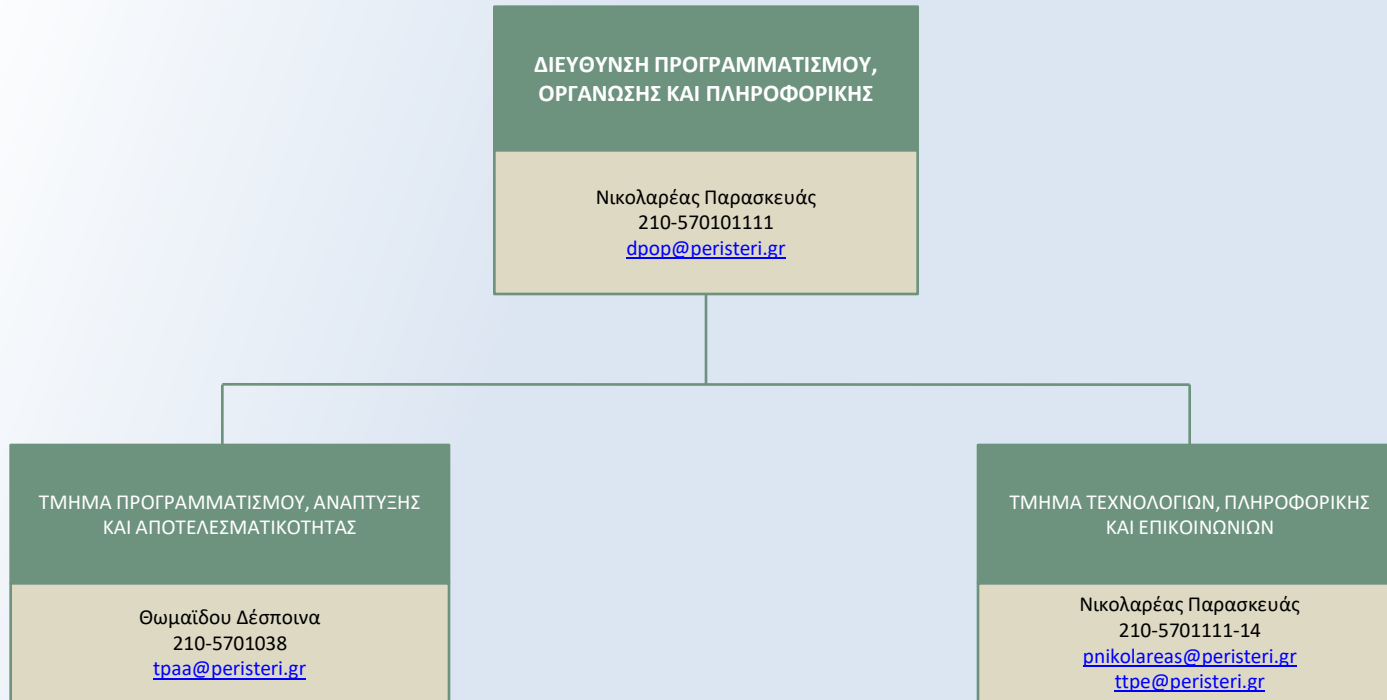 ΔΙΕΥΘΥΝΣΗ ΠΡΟΓΡΑΜΜΑΤΙΣΜΟΥ,
ΟΡΓΑΝΩΣΗΣ ΚΑΙ ΠΛΗΡΟΦΟΡΙΚΗΣ
Νικολαρέας Παρασκευάς
210-570101111
dpop@peristeri.gr
ΤΜΗΜΑ ΠΡΟΓΡΑΜΜΑΤΙΣΜΟΥ, ΑΝΑΠΤΥΞΗΣ
ΚΑΙ ΑΠΟΤΕΛΕΣΜΑΤΙΚΟΤΗΤΑΣ
Θωμαϊδου Δέσποινα
210-5701038
tpaa@peristeri.gr
ΤΜΗΜΑ ΤΕΧΝΟΛΟΓΙΩΝ, ΠΛΗΡΟΦΟΡΙΚΗΣ
ΚΑΙ ΕΠΙΚΟΙΝΩΝΙΩΝ
Νικολαρέας Παρασκευάς
210-5701111-14
pnikolareas@peristeri.gr
ttpe@peristeri.gr